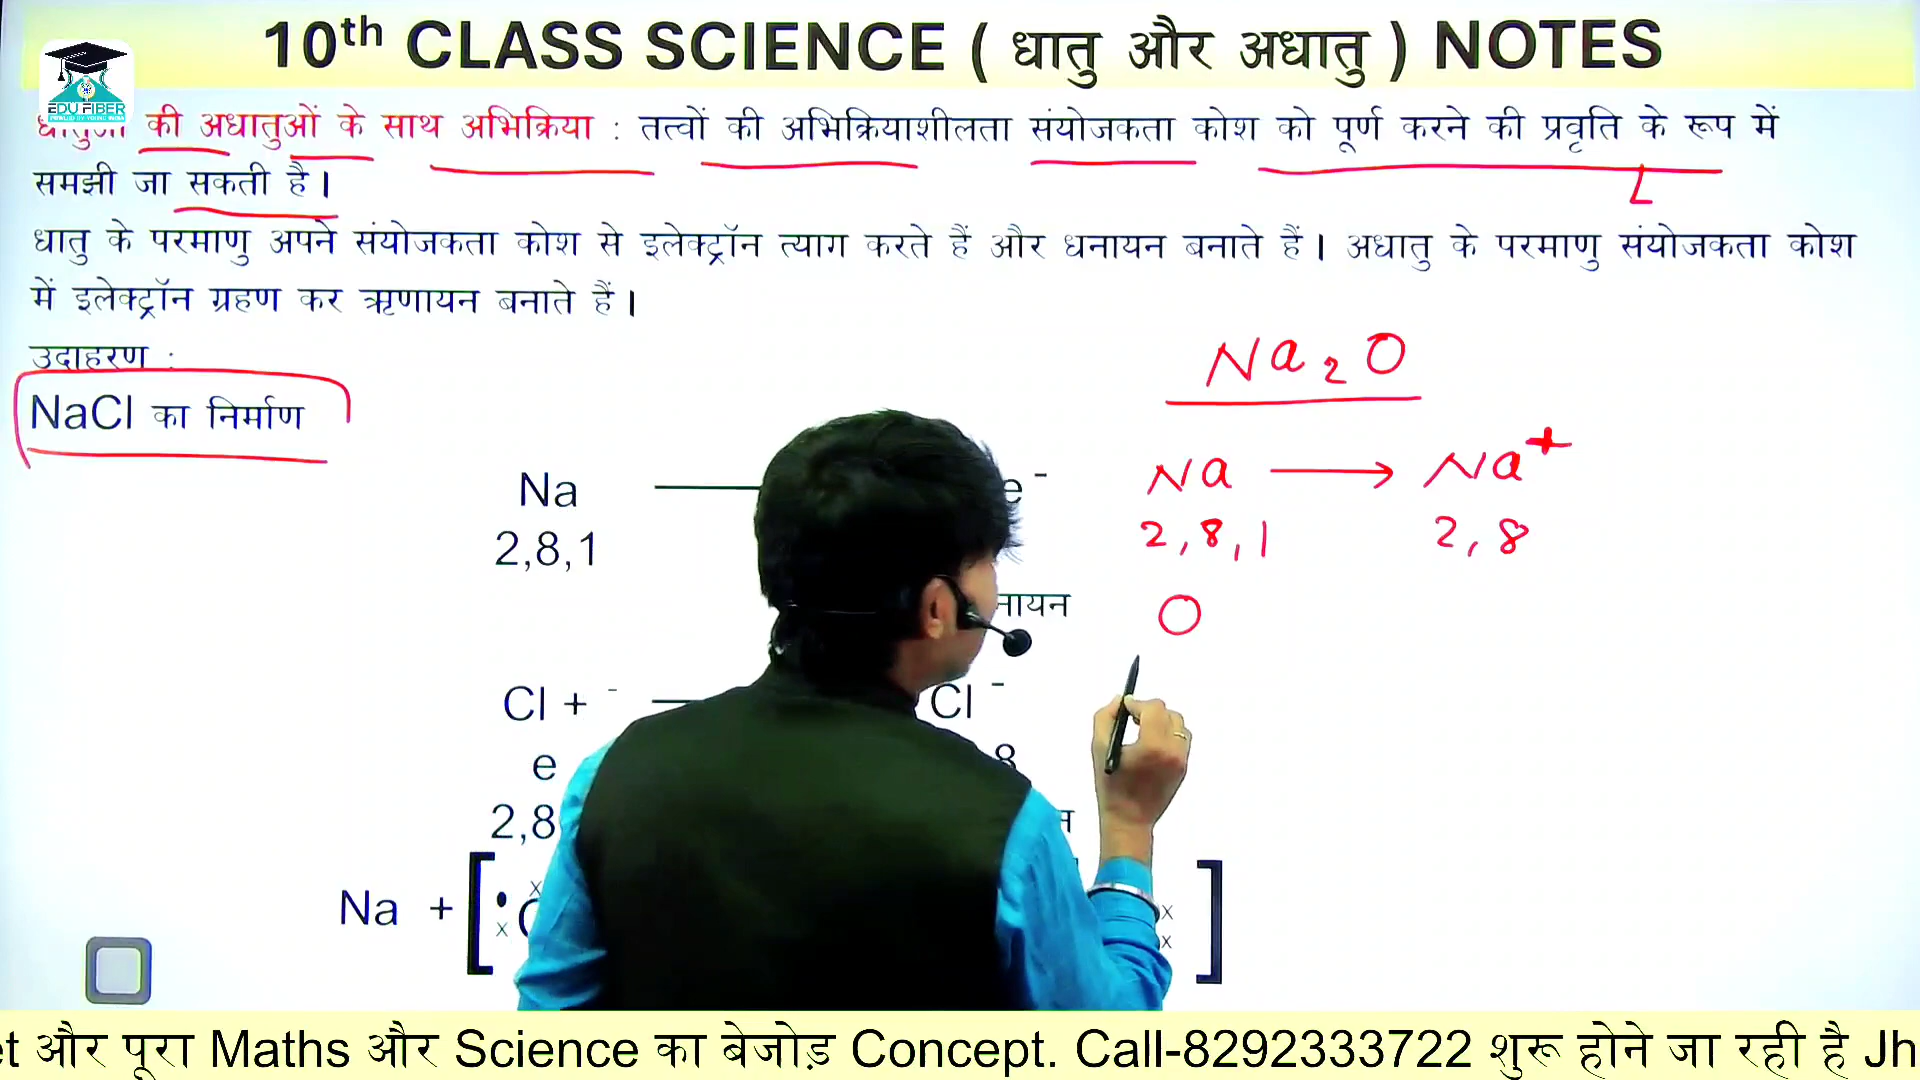 10th CLASS SCIENCE ( धातु और अधातु ) NOTES
EDU FIBER
की अधातुओं के साथ अभिक्रिया : तत्वों की अभिक्रियाशीलता संयोजकता कोश को पूर्ण करने की प्रवृति के रूप में
समझी जा सकती है ।
धातु के परमाणु अपने संयोजकता कोश से इलेक्ट्रॉन त्याग करते हैं और धनायन बनाते हैं । अधातु के परमाणु संयोजकता कोश
में इलेक्ट्रॉन ग्रहण कर ऋणायन बनाते हैं ।
उदाहरण :
NaCl का निर्माण
Na₂O
Na e⁻
2,8,1
Na → Na⁺
2,8,1 2,8
O
Cl + ⁻ Cl ⁻
e 8
2,8
Na + [ ]
और पूरा Maths और Science का बेजोड़ Concept. Call-8292333722 शुरू होने जा रही है